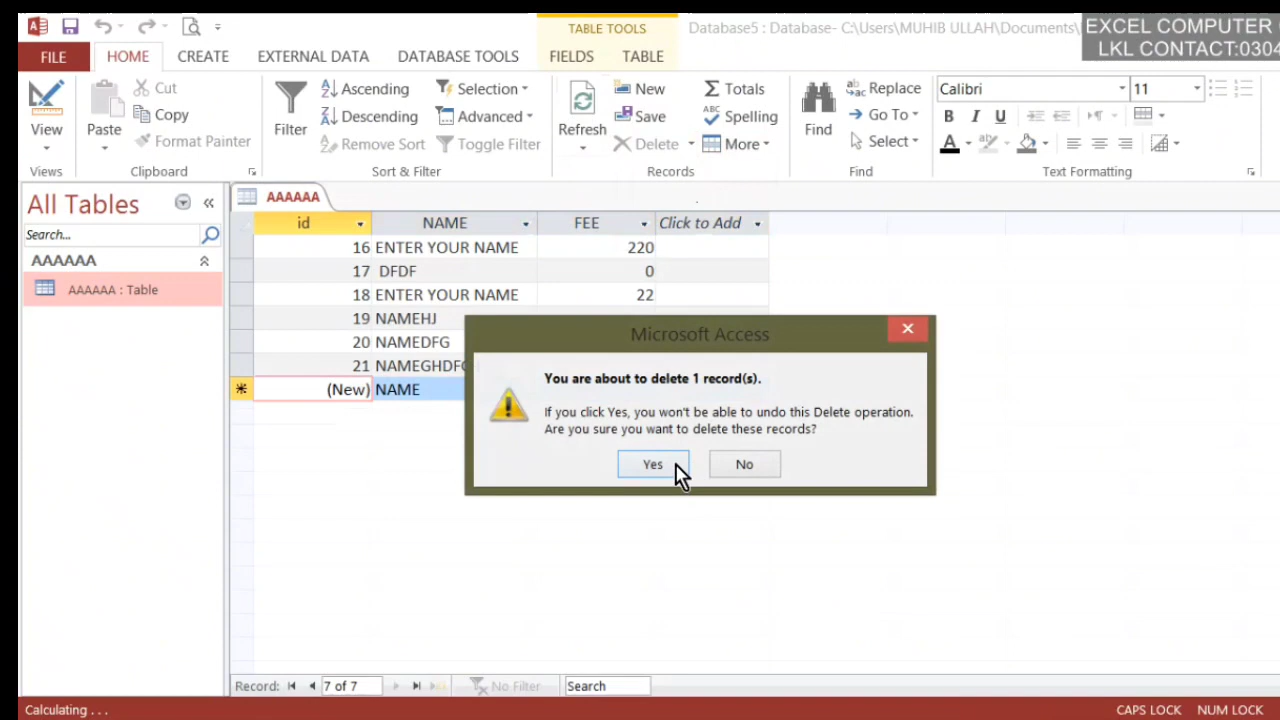 TABLE TOOLS
Database5 : Database- C:\Users\MUHIB ULLAH\Documents\
EXCEL COMPUTER
LKL CONTACT:0304
FILE HOME CREATE EXTERNAL DATA DATABASE TOOLS FIELDS TABLE
View
Paste
Cut
Copy
Format Painter
Filter
Ascending
Descending
Remove Sort
Selection
Advanced
Toggle Filter
Refresh
New
Save
Delete
Totals
Spelling
More
Find
Replace
Go To
Select
Calibri 11
B I U
Views Clipboard Sort & Filter Records Find Text Formatting
All Tables
Search...
AAAAAA
AAAAAA : Table
AAAAAA
id NAME FEE Click to Add
16 ENTER YOUR NAME 220
17 DFDF 0
18 ENTER YOUR NAME 22
19 NAMEHJ
20 NAMEDFG
21 NAMEGHDF
(New) NAME
Microsoft Access
You are about to delete 1 record(s).
If you click Yes, you won't be able to undo this Delete operation.
Are you sure you want to delete these records?
Yes No
Record: 7 of 7 No Filter Search
Calculating . . . CAPS LOCK NUM LOCK